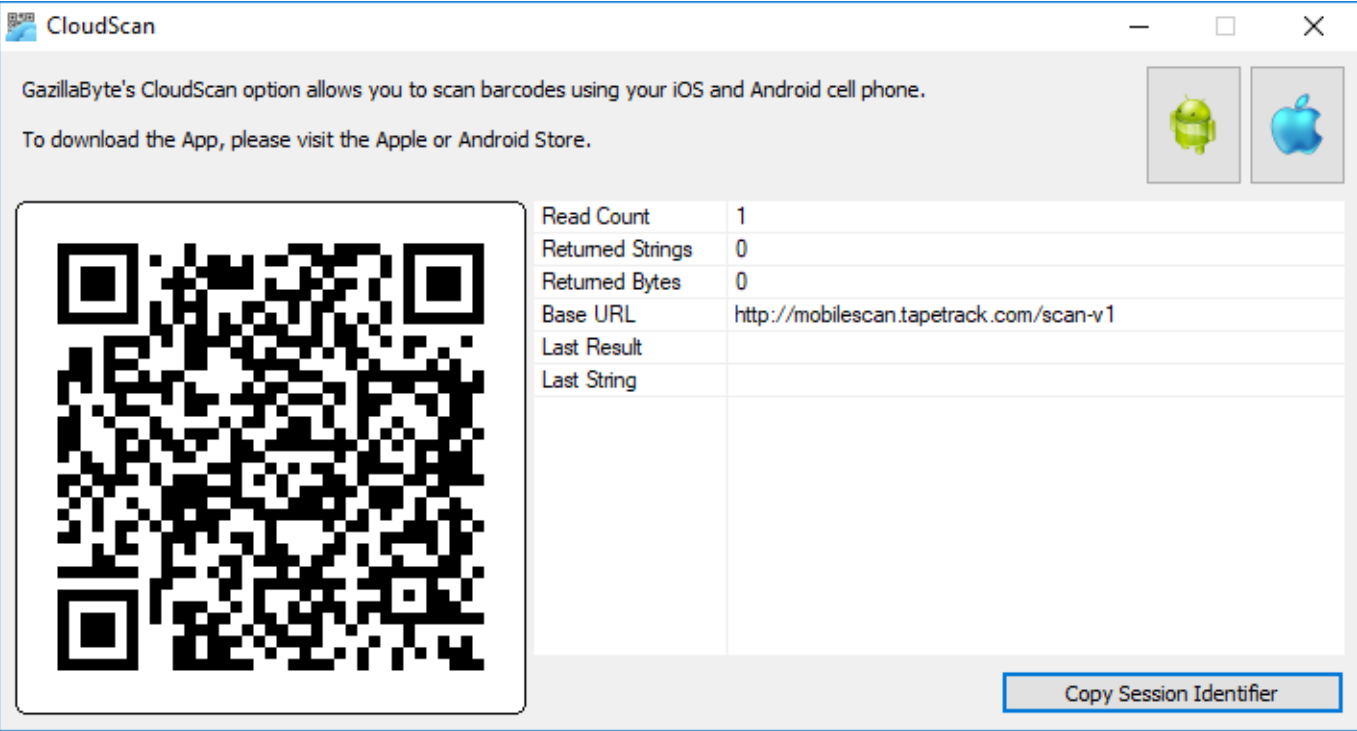 CloudScan
GazillaByte's CloudScan option allows you to scan barcodes using your iOS and Android cell phone.
To download the App, please visit the Apple or Android Store.
Read Count 1
Returned Strings 0
Returned Bytes 0
Base URL http://mobilescan.tapetrack.com/scan-v1
Last Result
Last String
Copy Session Identifier